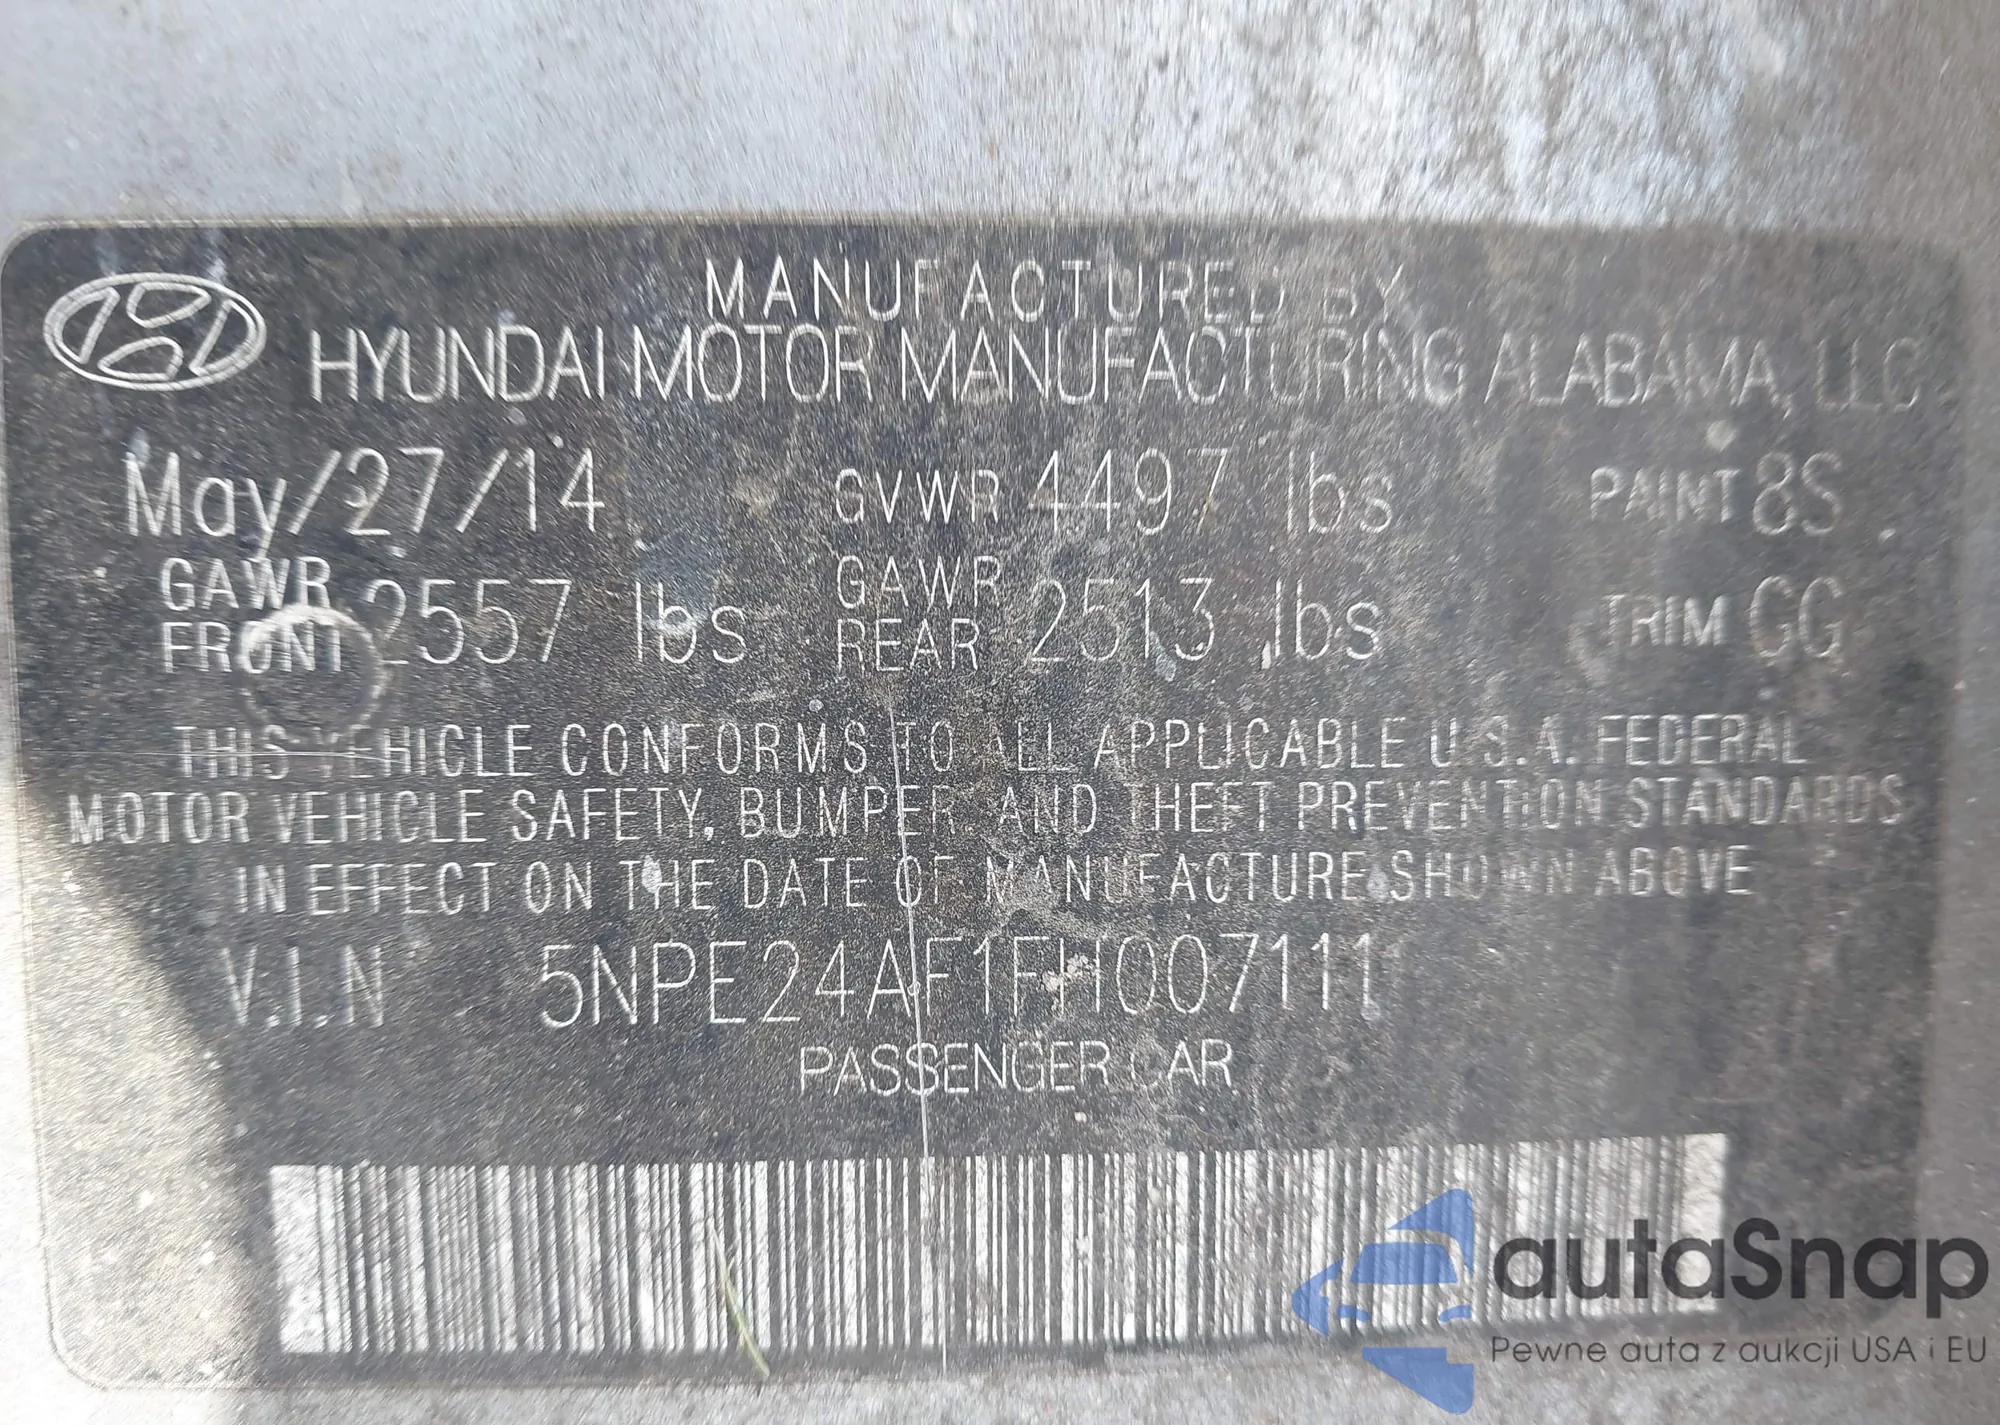 MANUFACTURED BY
HYUNDAI MOTOR MANUFACTURING ALABAMA, LLC
May/27/14 GVWR 4497 lbs PAINT 8S
GAWR FRONT 2557 lbs GAWR REAR 2513 lbs TRIM GG
THIS VEHICLE CONFORMS TO ALL APPLICABLE U.S.A. FEDERAL
MOTOR VEHICLE SAFETY, BUMPER, AND THEFT PREVENTION STANDARDS
IN EFFECT ON THE DATE OF MANUFACTURE SHOWN ABOVE
V.I.N 5NPE24AF1FH007111
PASSENGER CAR
autaSnap
Pewne auta z aukcji USA i EU